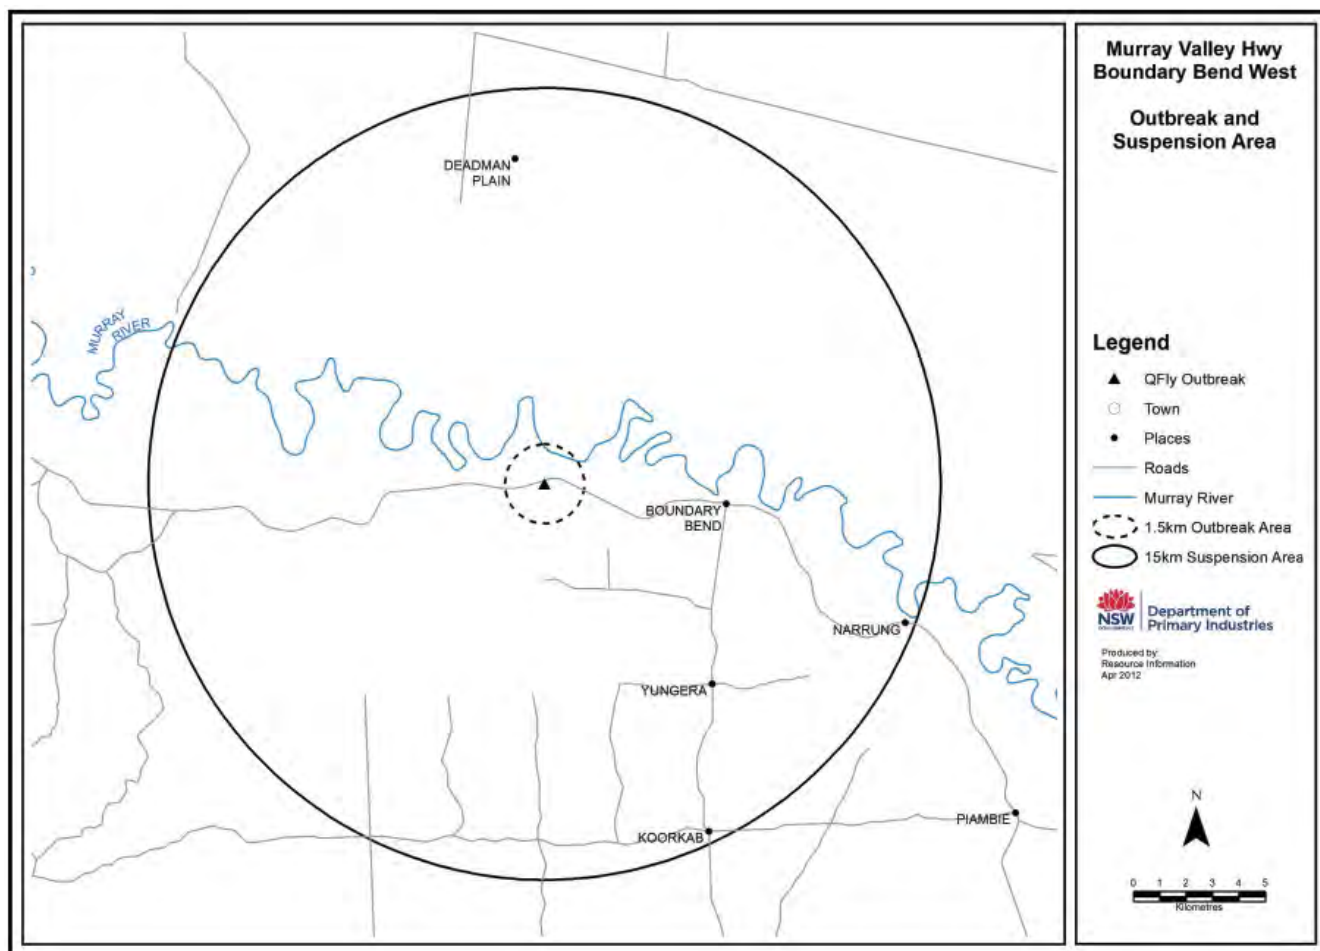 Murray Valley Hwy
Boundary Bend West
Outbreak and
Suspension Area
DEADMAN
PLAIN
MURRAY
RIVER
BOUNDARY
BEND
NARRUNG
YUNGERA
KOORKAB
PIAMBIE
Legend
QFly Outbreak
Town
Places
Roads
Murray River
1.5km Outbreak Area
15km Suspension Area
NSW
Department of
Primary Industries
Produced by:
Resource Information
Apr 2012
N
0 1 2 3 4 5
Kilometres